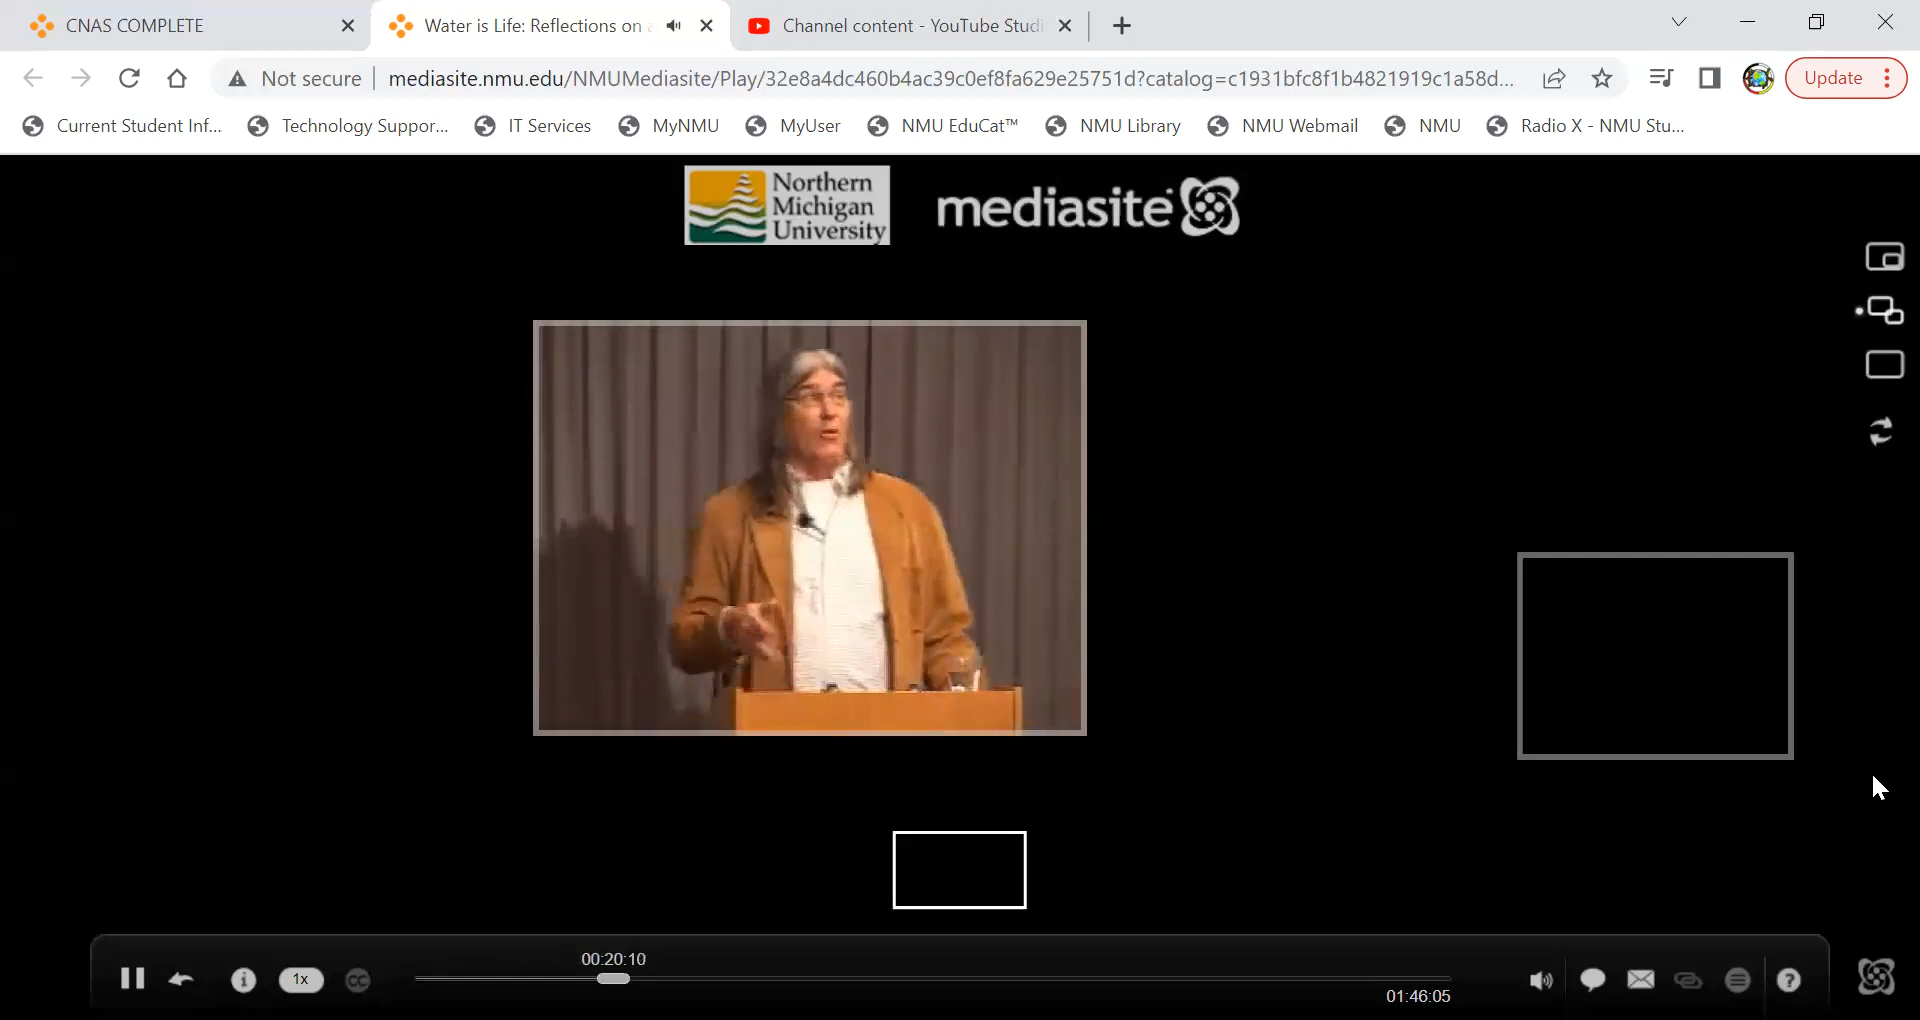 CNAS COMPLETE
Water is Life: Reflections on a
Channel content - YouTube Studi
Not secure
mediasite.nmu.edu/NMUMediasite/Play/32e8a4dc460b4ac39c0ef8fa629e25751d?catalog=c1931bfc8f1b4821919c1a58d...
Update
Current Student Inf...
Technology Suppor...
IT Services
MyNMU
MyUser
NMU EduCat™
NMU Library
NMU Webmail
NMU
Radio X - NMU Stu...
Northern
Michigan
University
mediasite
00:20:10
1x
CC
01:46:05